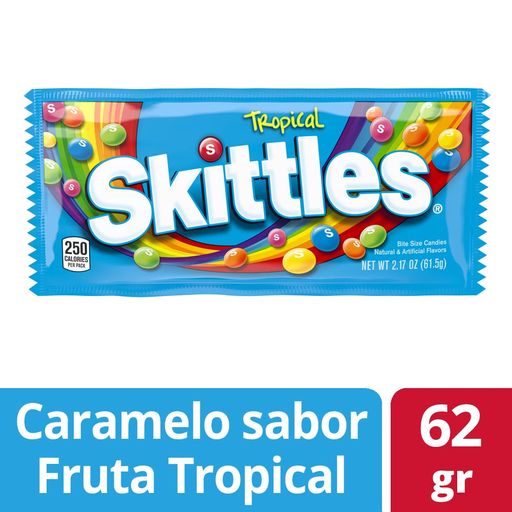 Tropical
Skittles®
250
CALORIES
PER PACK
Bite Size Candies
Natural & Artificial Flavors
NET WT 2.17 OZ (61.5g)
Caramelo sabor
Fruta Tropical
62
gr